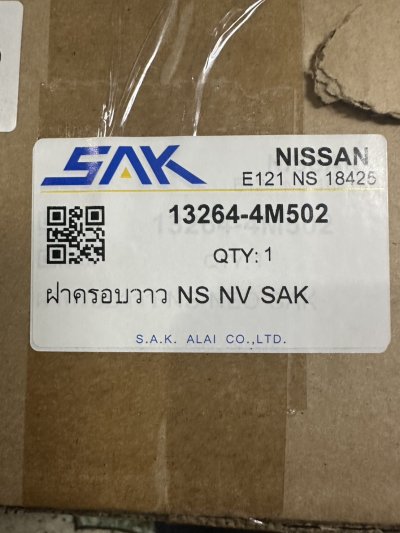 SAK
NISSAN
E121 NS 18425
13264-4M502
QTY: 1
ฝาครอบวาว NS NV SAK
S.A.K. ALAI CO.,LTD.